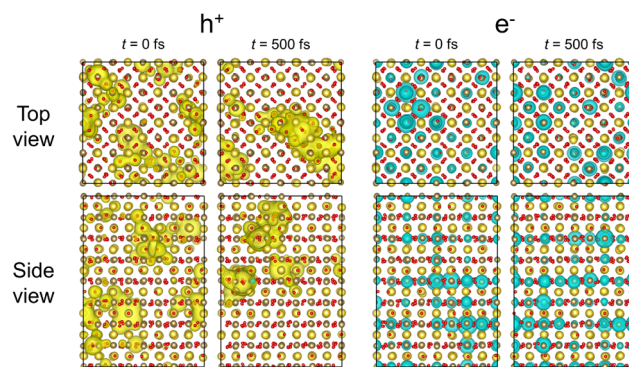 h⁺ e⁻
t = 0 fs t = 500 fs t = 0 fs t = 500 fs
Top
view
Side
view